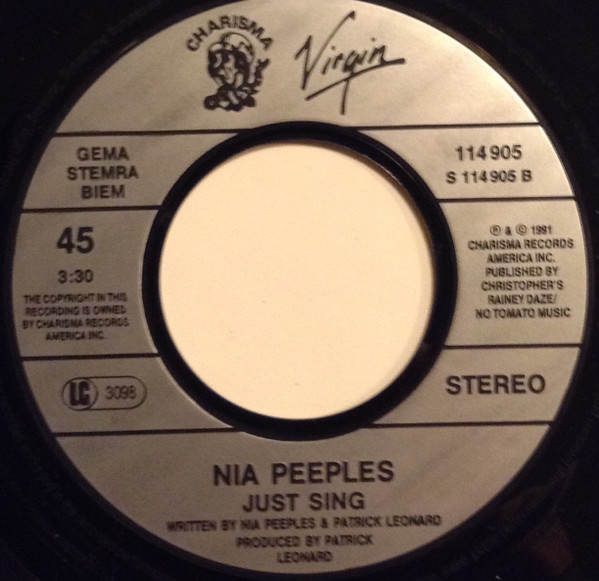 CHARISMA
Virgin
GEMA
STEMRA
BIEM
114 905
S 114 905 B
45
3:30
THE COPYRIGHT IN THIS
RECORDING IS OWNED
BY CHARISMA RECORDS
AMERICA INC.
℗ & © 1991
CHARISMA RECORDS
AMERICA INC.
PUBLISHED BY
CHRISTOPHER'S
RAINEY DAZE/
NO TOMATO MUSIC
LC 3098
STEREO
NIA PEEPLES
JUST SING
WRITTEN BY NIA PEEPLES & PATRICK LEONARD
PRODUCED BY PATRICK
LEONARD